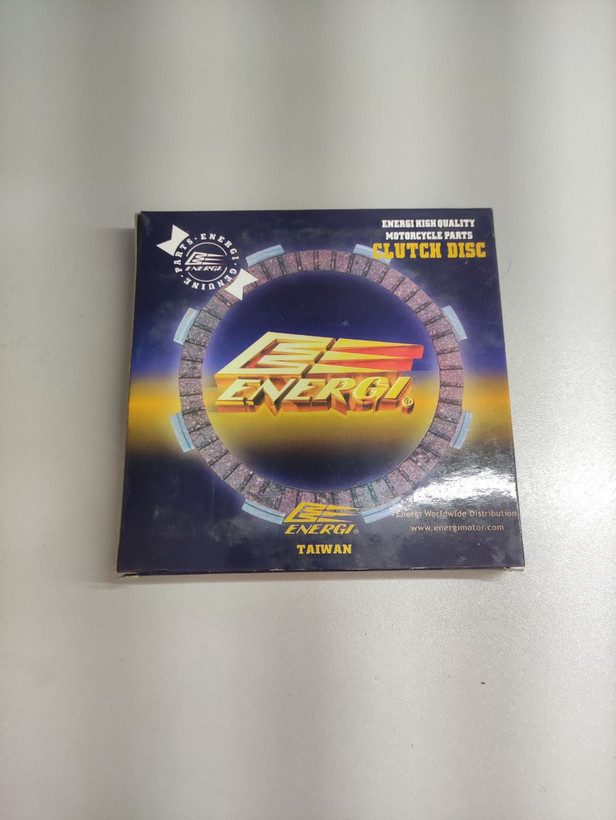 ENERGI HIGH QUALITY
MOTORCYCLE PARTS
CLUTCH DISC
PARTS · ENERGI · GENUINE
ENERGI
ENERGI®
ENERGI®
TAIWAN
Energi Worldwide Distribution
www.energimotor.com